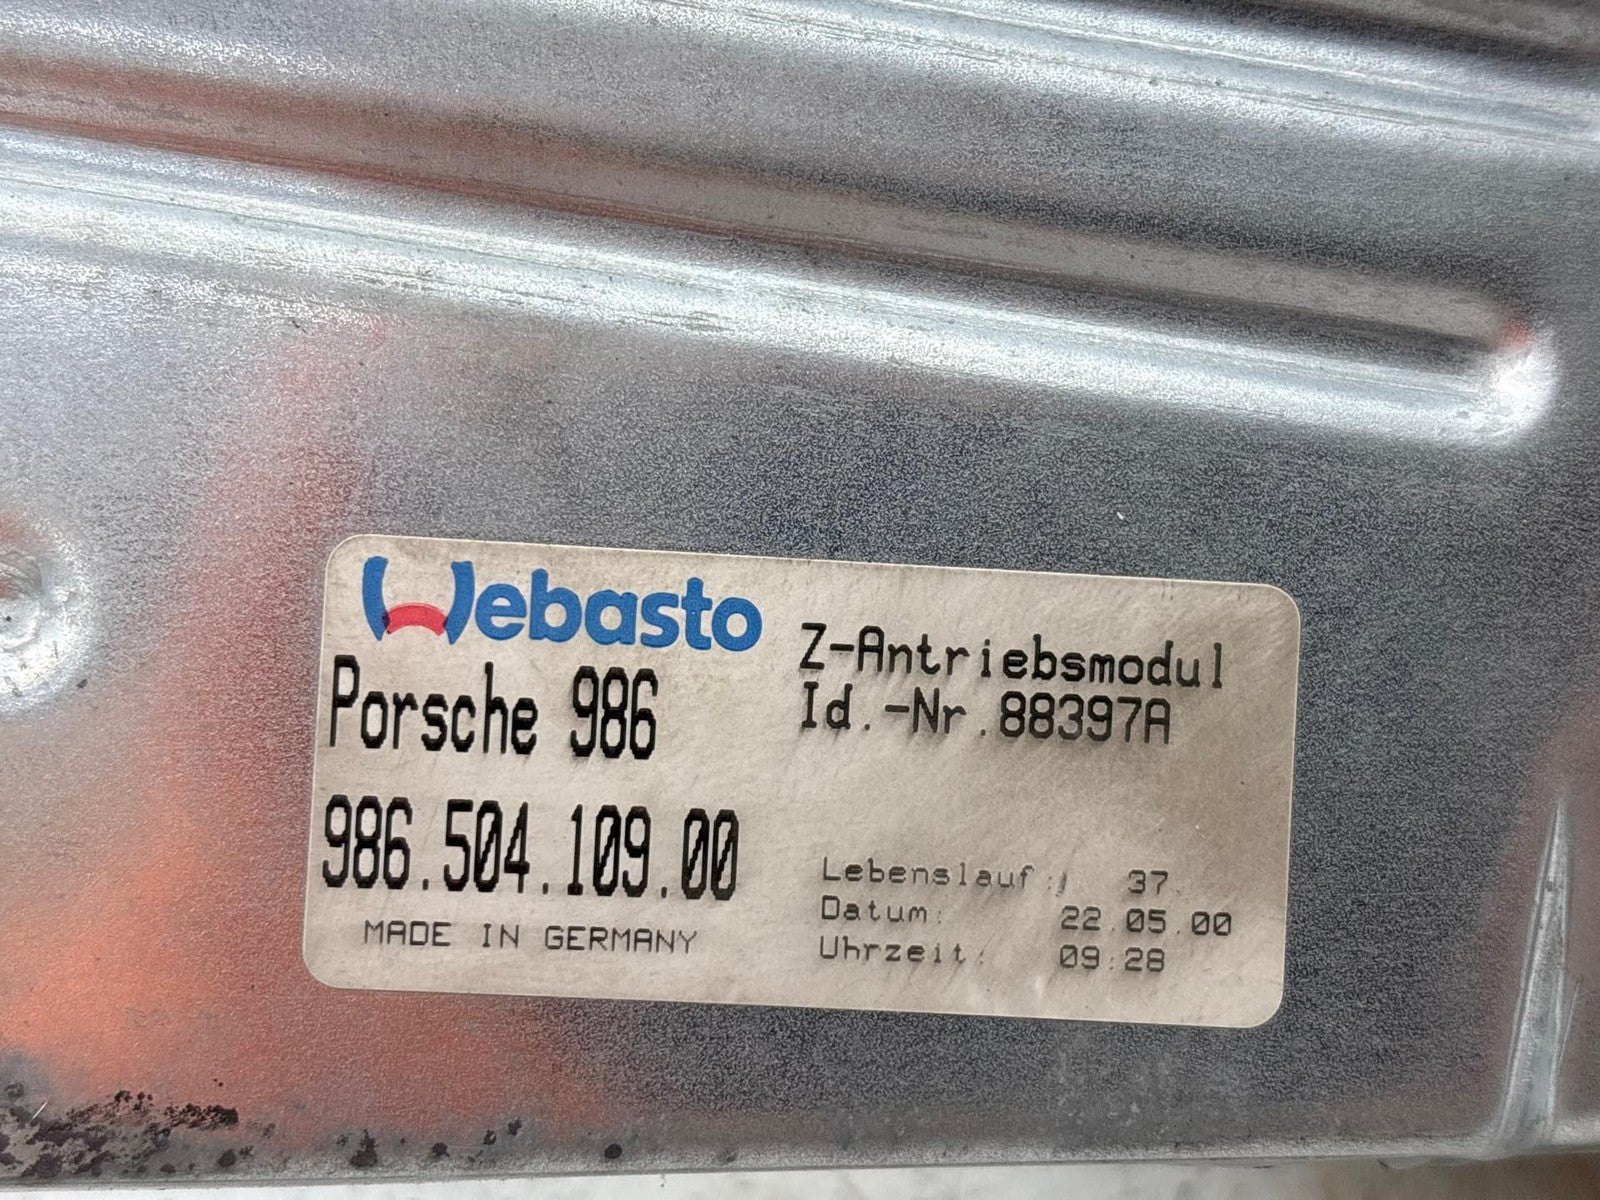 Webasto
Porsche 986
986.504.109.00
MADE IN GERMANY
Z-Antriebsmodul
Id.-Nr.88397A
Lebenslauf: 37
Datum: 22.05.00
Uhrzeit: 09:28